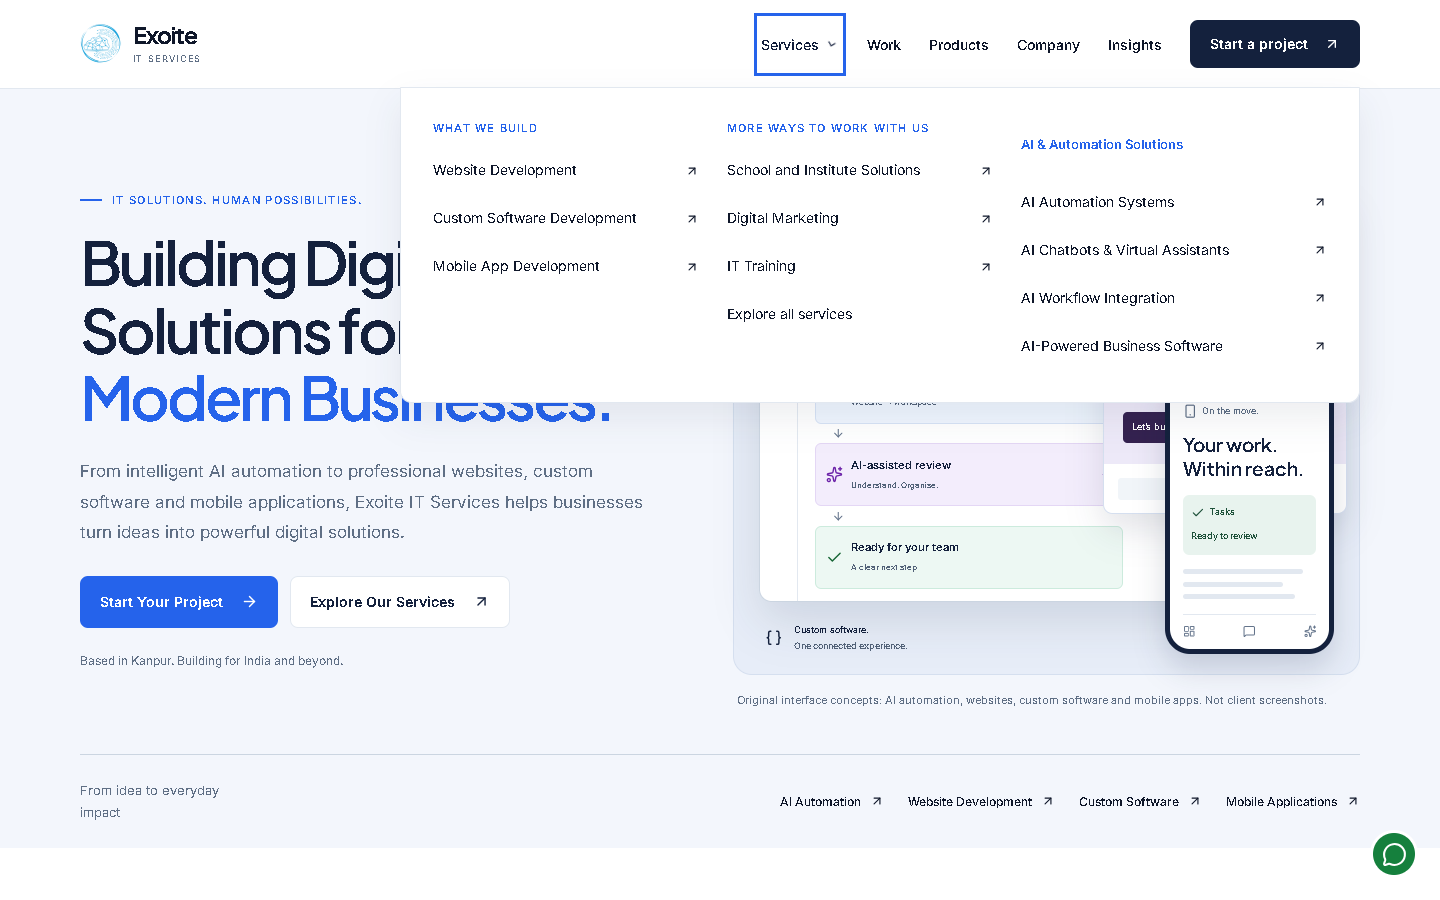 Exoite
IT SERVICES
Services
Work
Products
Company
Insights
Start a project
WHAT WE BUILD
Website Development
Custom Software Development
Mobile App Development
MORE WAYS TO WORK WITH US
School and Institute Solutions
Digital Marketing
IT Training
Explore all services
AI & Automation Solutions
AI Automation Systems
AI Chatbots & Virtual Assistants
AI Workflow Integration
AI-Powered Business Software
IT SOLUTIONS. HUMAN POSSIBILITIES.
Building Digi
Solutions for
Modern Businesses.
From intelligent AI automation to professional websites, custom
software and mobile applications, Exoite IT Services helps businesses
turn ideas into powerful digital solutions.
Start Your Project
Explore Our Services
Based in Kanpur. Building for India and beyond.
AI-assisted review
Understand. Organise.
Ready for your team
A clear next step
Custom software.
One connected experience.
Let's bu
On the move.
Your work.
Within reach.
Tasks
Ready to review
Original interface concepts: AI automation, websites, custom software and mobile apps. Not client screenshots.
From idea to everyday
impact
AI Automation
Website Development
Custom Software
Mobile Applications